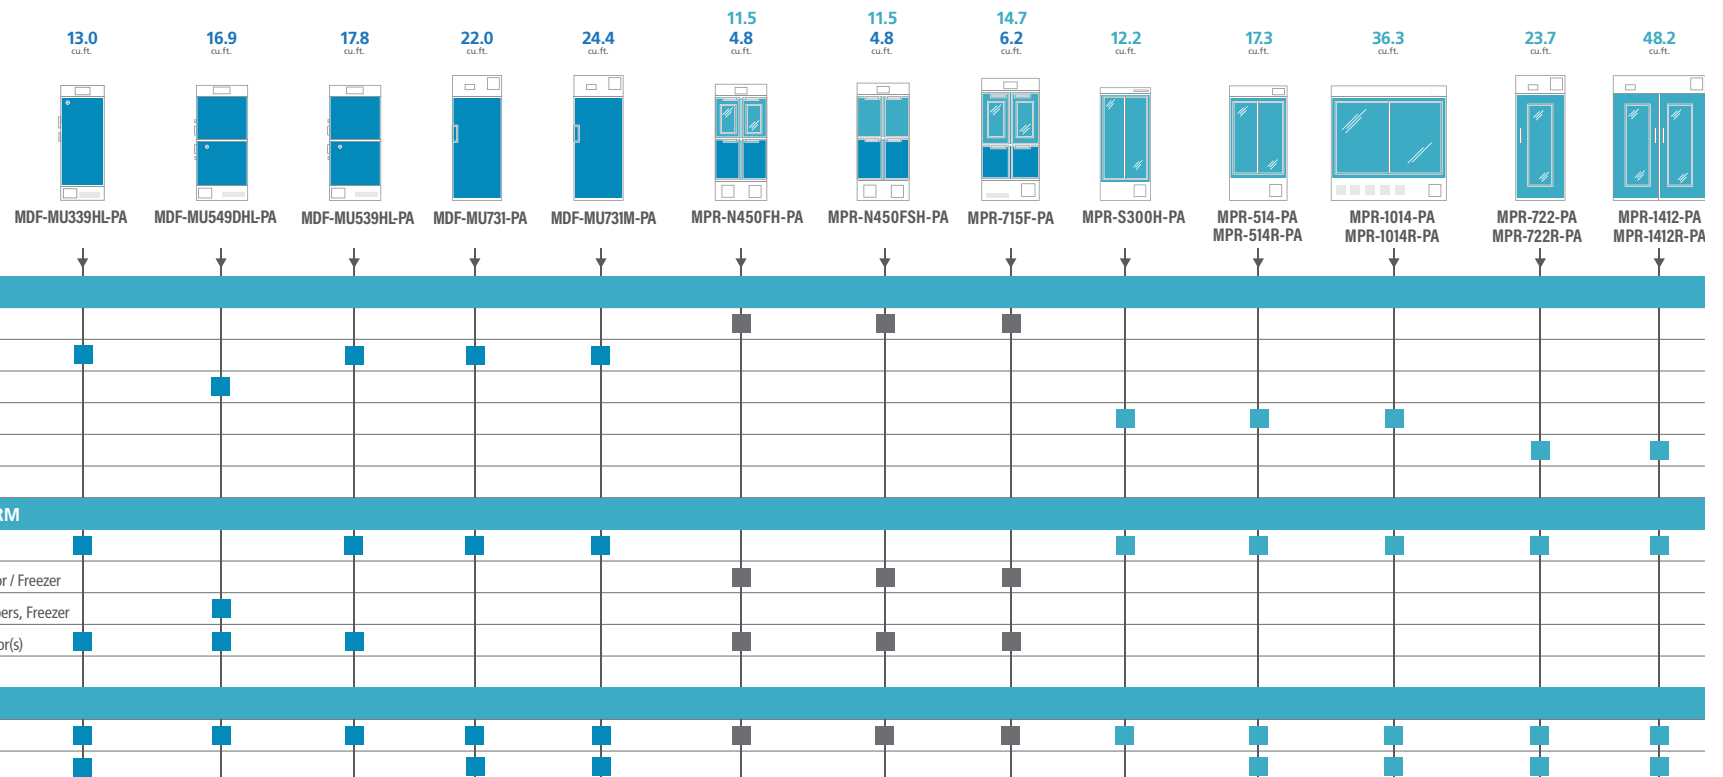 11.5 11.5 14.7
13.0 16.9 17.8 22.0 24.4 4.8 4.8 6.2 12.2 17.3 36.3 23.7 48.2
cu.ft. cu.ft. cu.ft. cu.ft. cu.ft. cu.ft. cu.ft. cu.ft. cu.ft. cu.ft. cu.ft. cu.ft. cu.ft.
MDF-MU339HL-PA MDF-MU549DHL-PA MDF-MU539HL-PA MDF-MU731-PA MDF-MU731M-PA MPR-N450FH-PA MPR-N450FSH-PA MPR-715F-PA MPR-S300H-PA MPR-514-PA MPR-1014-PA MPR-722-PA MPR-1412-PA
MPR-514R-PA MPR-1014R-PA MPR-722R-PA MPR-1412R-PA
RM
or / Freezer
bers, Freezer
or(s)